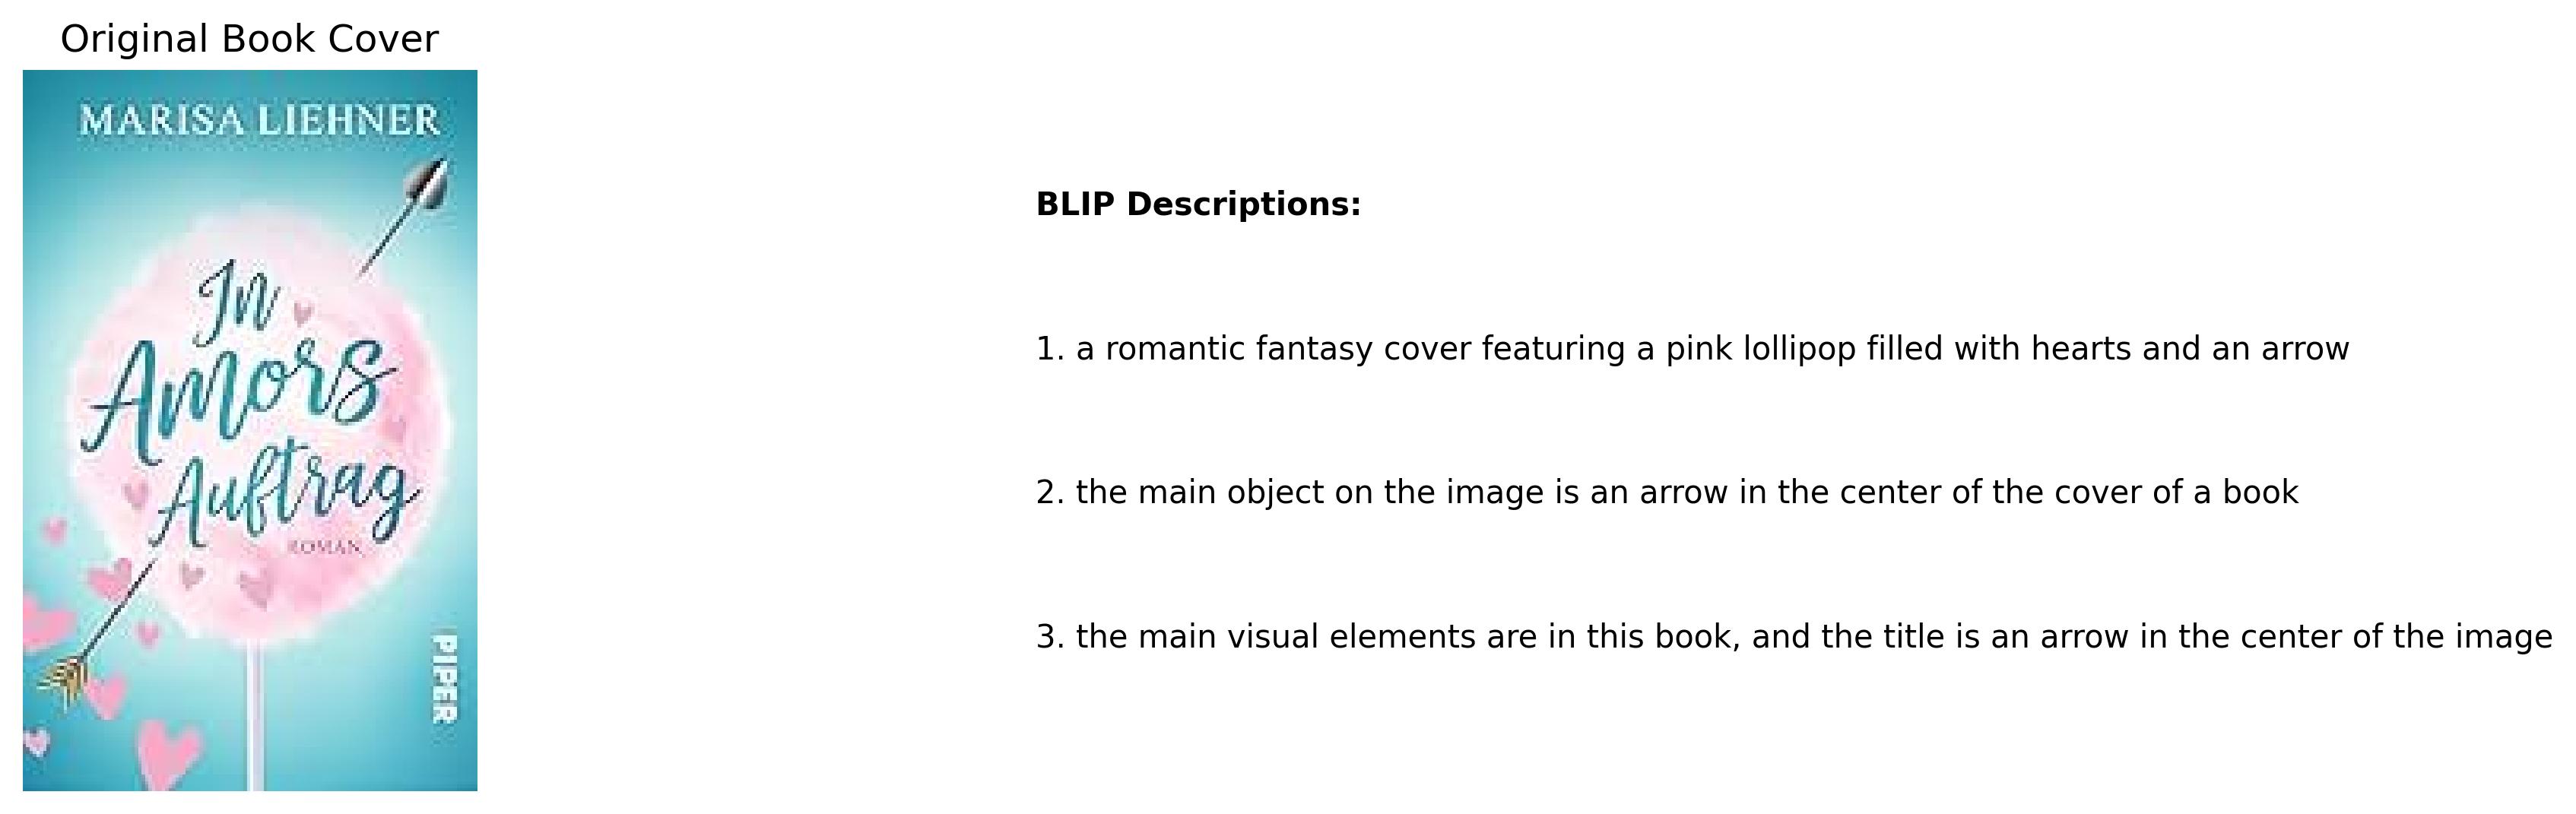 Original Book Cover
MARISA LIEHNER
In
Amors
Auftrag
ROMAN
PIPER
BLIP Descriptions:
1. a romantic fantasy cover featuring a pink lollipop filled with hearts and an arrow
2. the main object on the image is an arrow in the center of the cover of a book
3. the main visual elements are in this book, and the title is an arrow in the center of the image